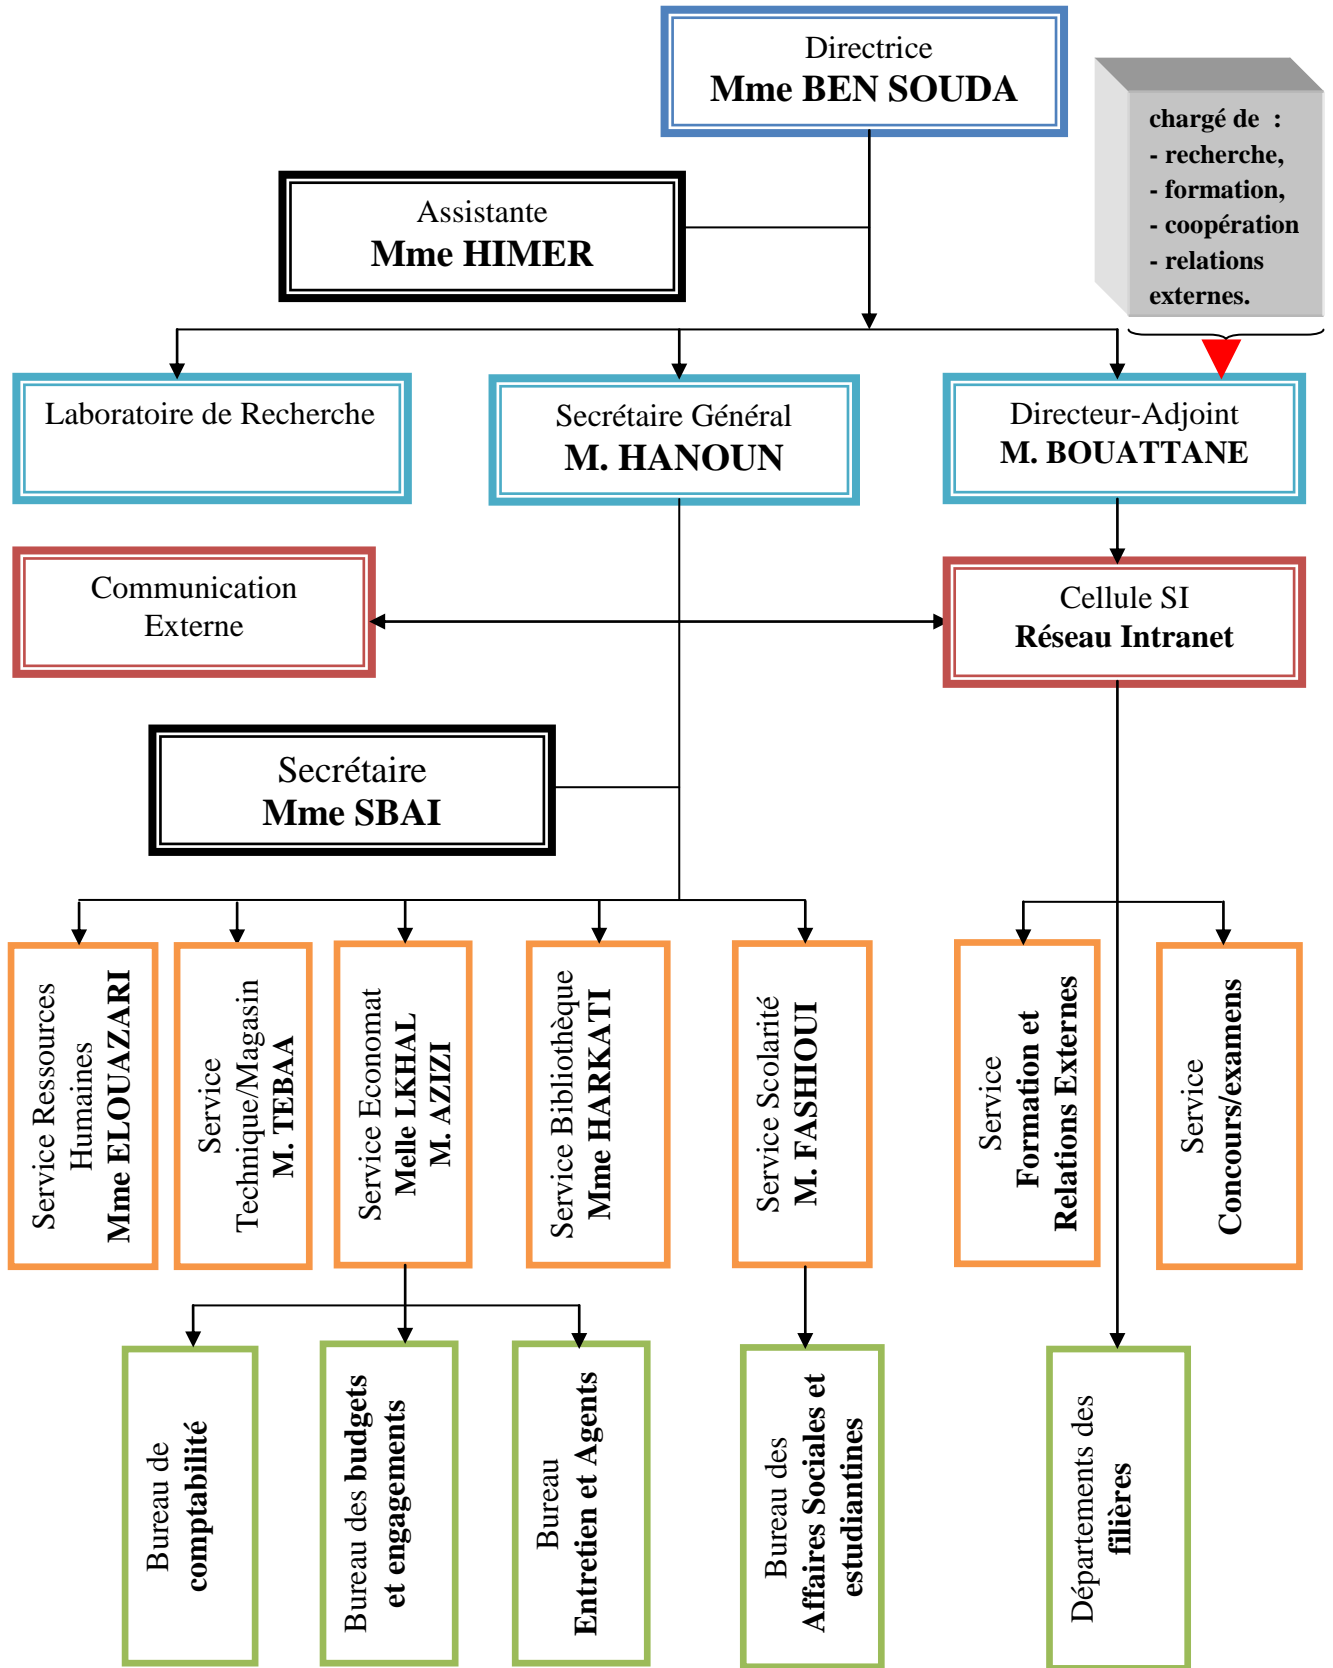 Directrice
Mme BEN SOUDA
chargé de :
- recherche,
- formation,
- coopération
- relations
externes.
Assistante
Mme HIMER
Laboratoire de Recherche
Secrétaire Général
M. HANOUN
Directeur-Adjoint
M. BOUATTANE
Communication
Externe
Cellule SI
Réseau Intranet
Secrétaire
Mme SBAI
Service Ressources
Humaines
Mme ELOUAZARI
Service
Technique/Magasin
M. TEBAA
Service Economat
Melle LKHAL
M. AZIZI
Service Bibliothèque
Mme HARKATI
Service Scolarité
M. FASHIOUI
Service
Formation et
Relations Externes
Service
Concours/examens
Bureau de
comptabilité
Bureau des budgets
et engagements
Bureau
Entretien et Agents
Bureau des
Affaires Sociales et
estudiantines
Départements des
filières